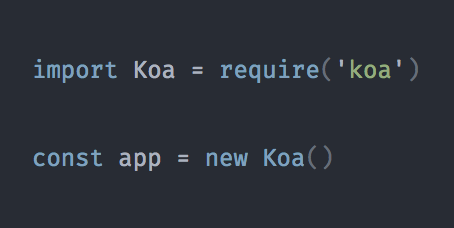 import Koa = require('koa')
const app = new Koa()